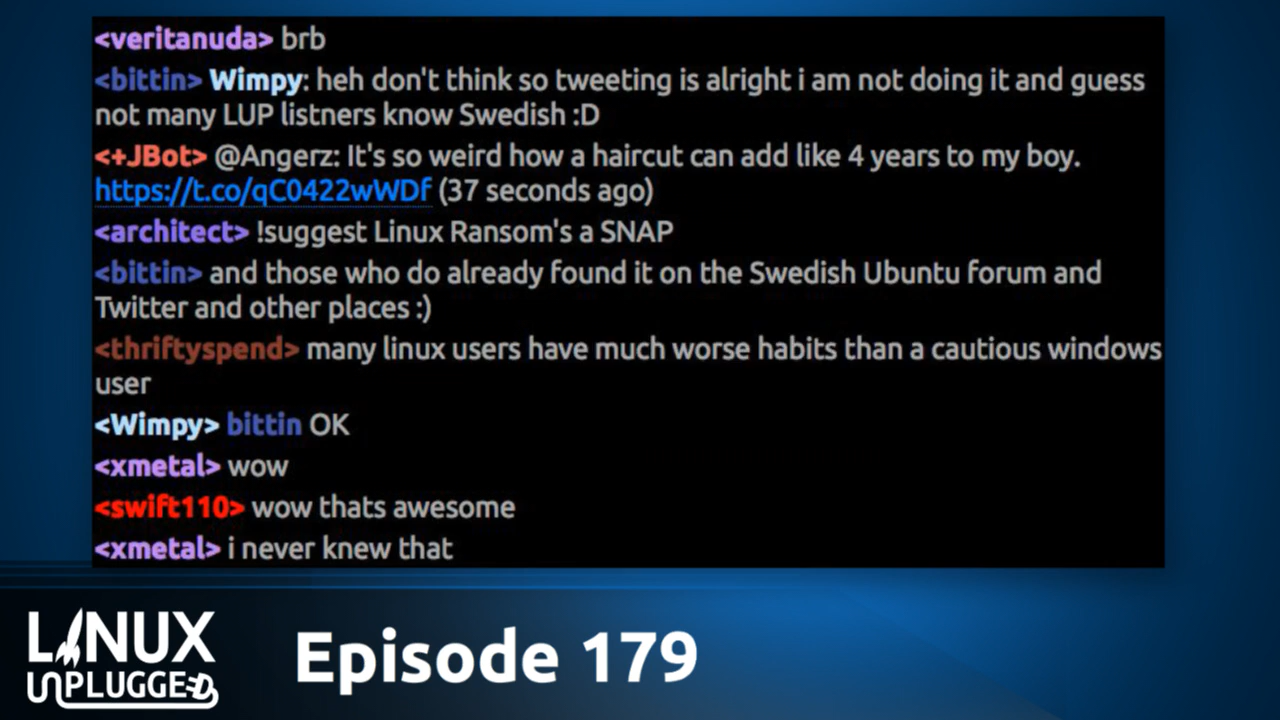 <veritanuda> brb
<bittin> Wimpy: heh don't think so tweeting is alright i am not doing it and guess
not many LUP listners know Swedish :D
<+JBot> @Angerz: It's so weird how a haircut can add like 4 years to my boy.
https://t.co/qC0422wWDf (37 seconds ago)
<architect> !suggest Linux Ransom's a SNAP
<bittin> and those who do already found it on the Swedish Ubuntu forum and
Twitter and other places :)
<thriftyspend> many linux users have much worse habits than a cautious windows
user
<Wimpy> bittin OK
<xmetal> wow
<swift110> wow thats awesome
<xmetal> i never knew that
LINUX
UNPLUGGED
Episode 179